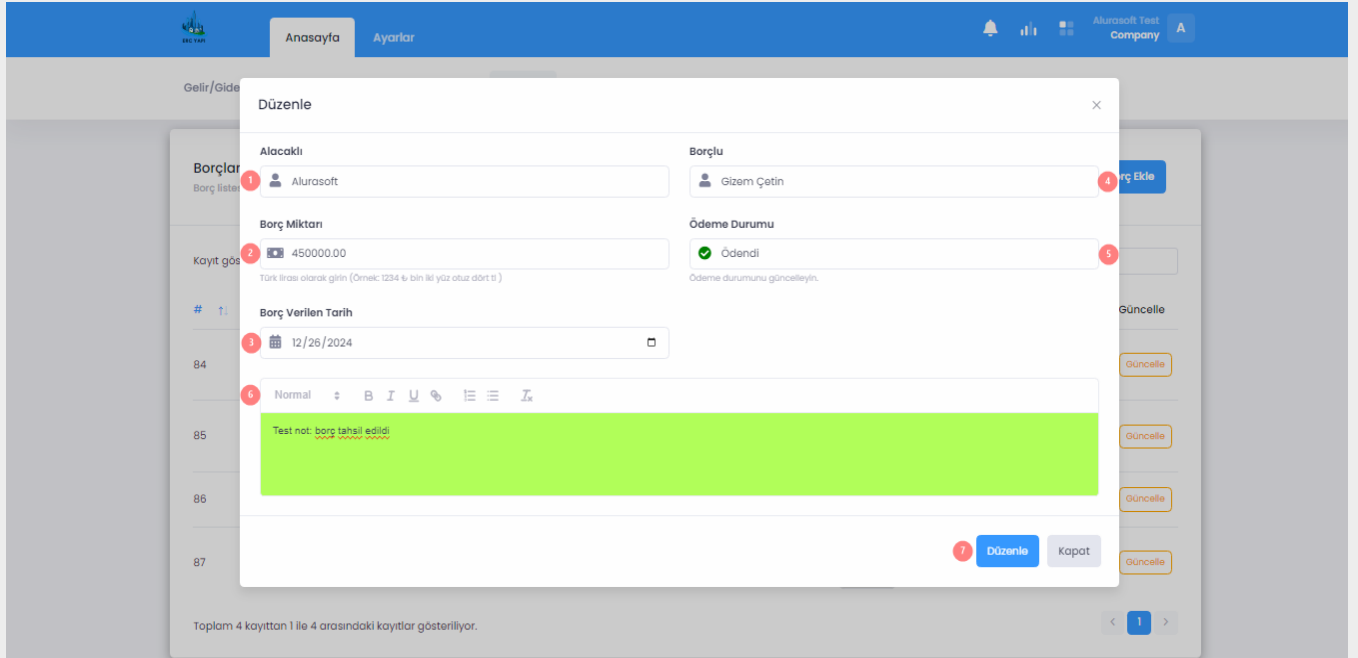 EEC YAPI
Anasayfa
Ayarlar
Alurasoft Test
Company
A
Gelir/Gide
Düzenle
×
Borçlar
Borç listes
rç Ekle
Alacaklı
Borçlu
1
Alurasoft
Gizem Çetin
4
Borç Miktarı
Ödeme Durumu
Kayıt gös
2
450000.00
Ödendi
5
Türk lirası olarak girin (Örnek: 1234 ₺ bin iki yüz otuz dört tl )
Ödeme durumunu güncelleyin.
#
Borç Verilen Tarih
Güncelle
3
12/26/2024
84
Güncelle
6
Normal
B I U
Test not: borç tahsil edildi
85
Güncelle
86
Güncelle
7
Düzenle
Kapat
87
Güncelle
Toplam 4 kayıttan 1 ile 4 arasındaki kayıtlar gösteriliyor.
< 1 >